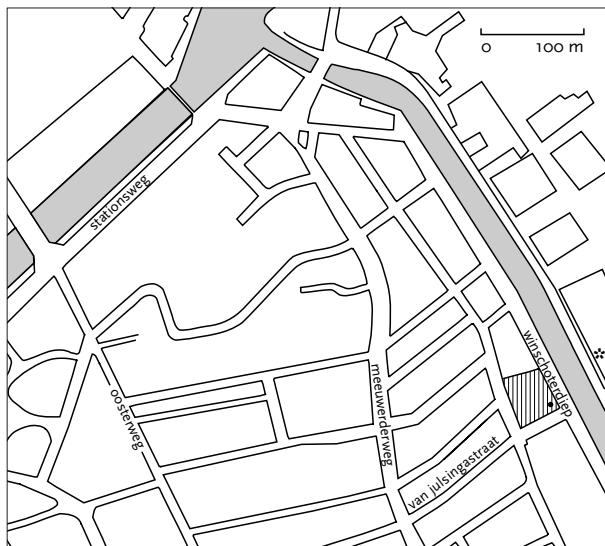 0 100 m
stationsweg
winschoterdiep
meeuwerderweg
oosterweg
van julsingastraat